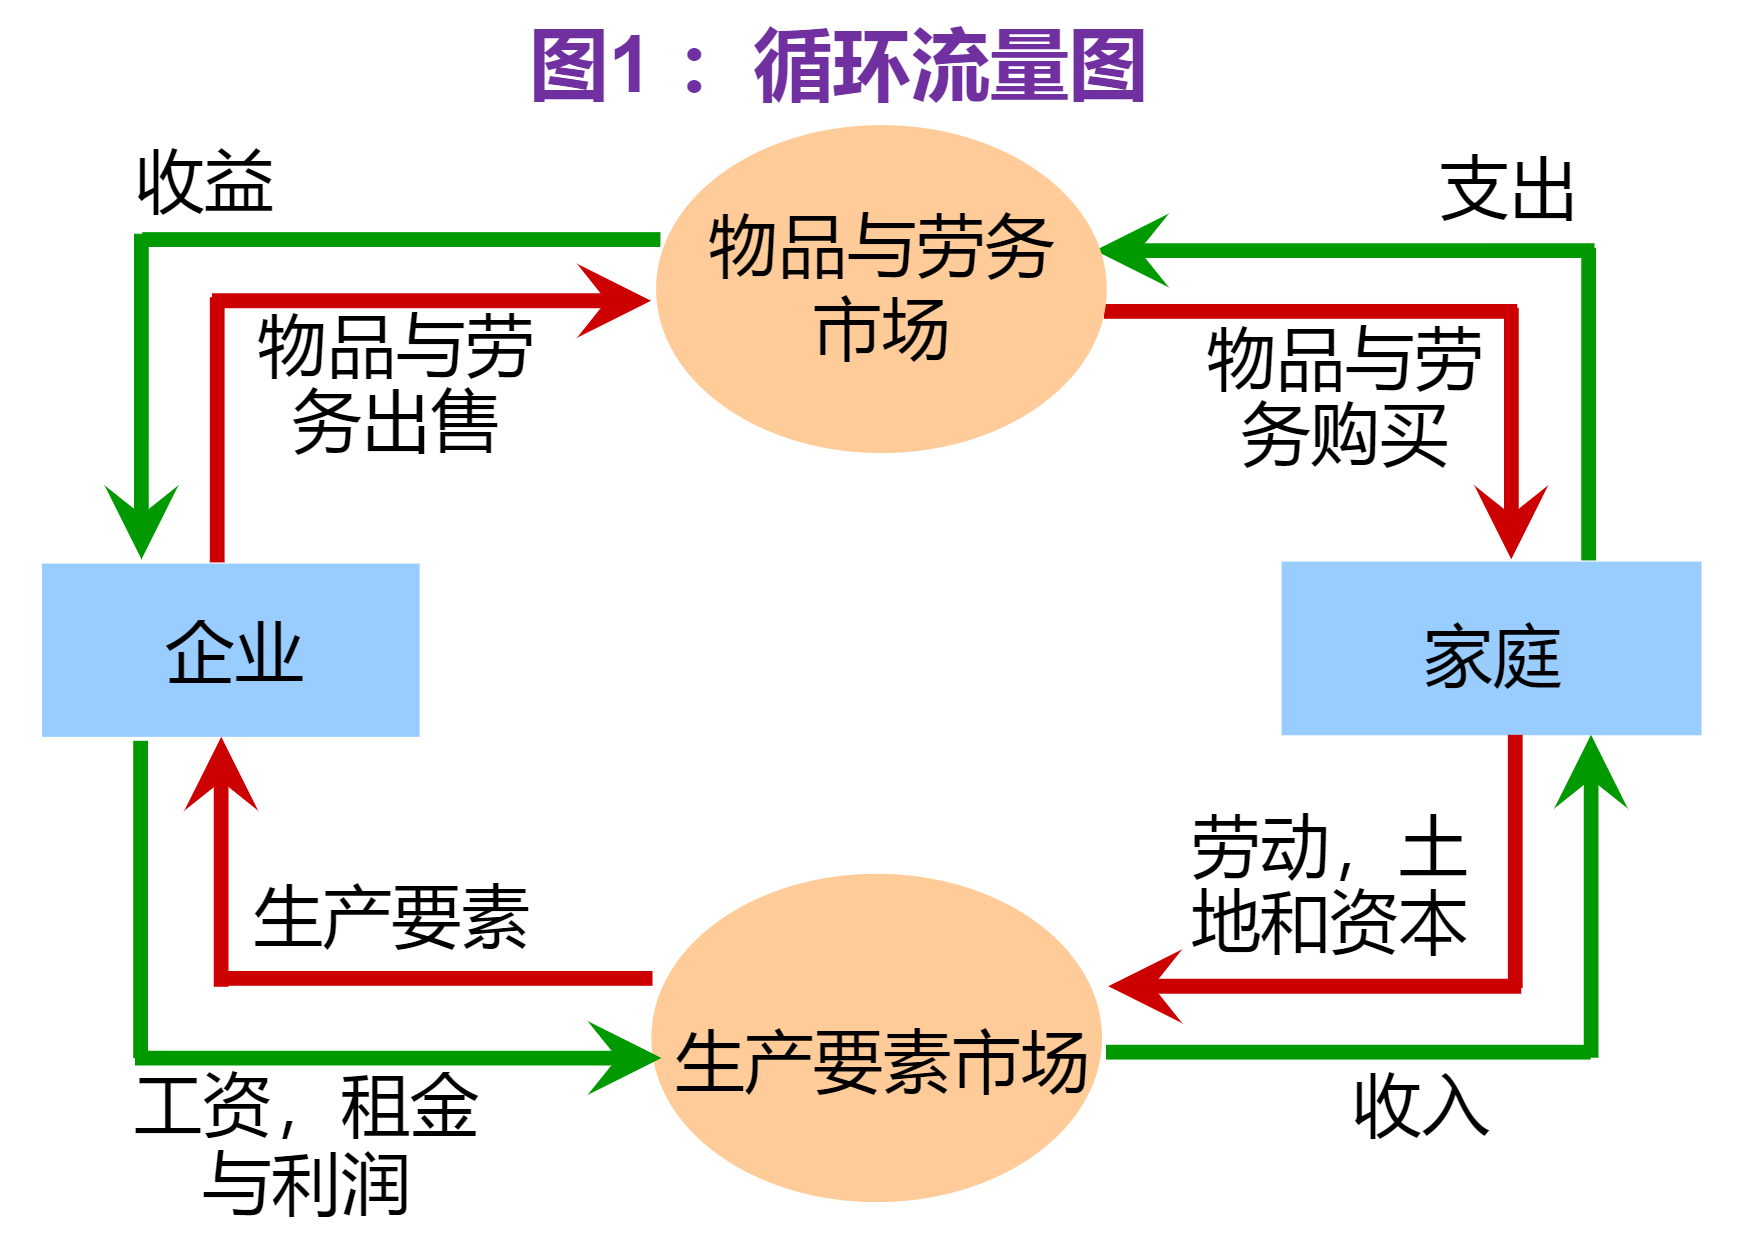 图1：循环流量图
收益
支出
物品与劳务
市场
物品与劳
务出售
物品与劳
务购买
企业
家庭
生产要素
劳动，土
地和资本
生产要素市场
工资，租金
与利润
收入